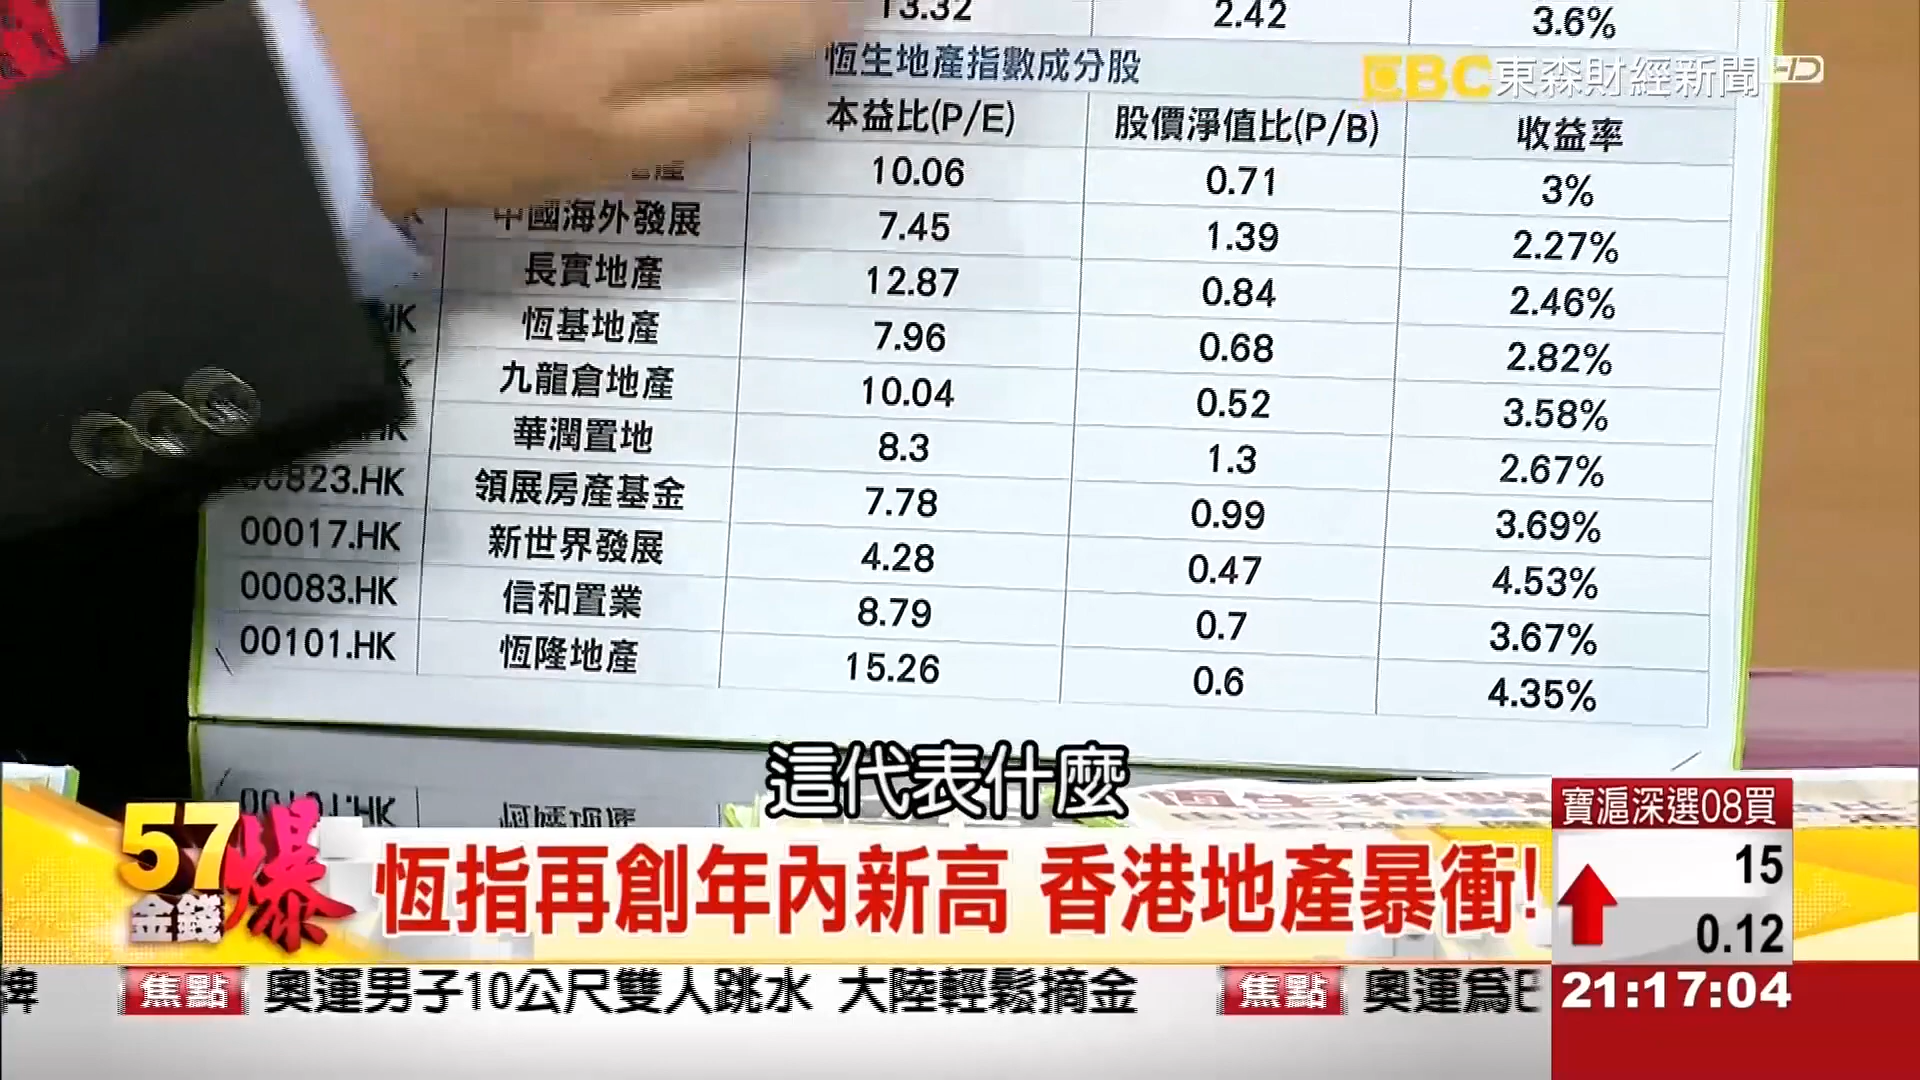 13.32 2.42 3.6%
恆生地產指數成分股
EBC東森財經新聞HD
本益比(P/E) 股價淨值比(P/B) 收益率
產 10.06 0.71 3%
中國海外發展 7.45 1.39 2.27%
長實地產 12.87 0.84 2.46%
HK 恆基地產 7.96 0.68 2.82%
九龍倉地產 10.04 0.52 3.58%
HK 華潤置地 8.3 1.3 2.67%
00823.HK 領展房產基金 7.78 0.99 3.69%
00017.HK 新世界發展 4.28 0.47 4.53%
00083.HK 信和置業 8.79 0.7 3.67%
00101.HK 恆隆地產 15.26 0.6 4.35%
這代表什麼
57金錢爆
恆指再創年內新高 香港地產暴衝!
寶滬深選08買
15
0.12
牌 焦點 奧運男子10公尺雙人跳水 大陸輕鬆摘金 焦點 奧運為
21:17:04